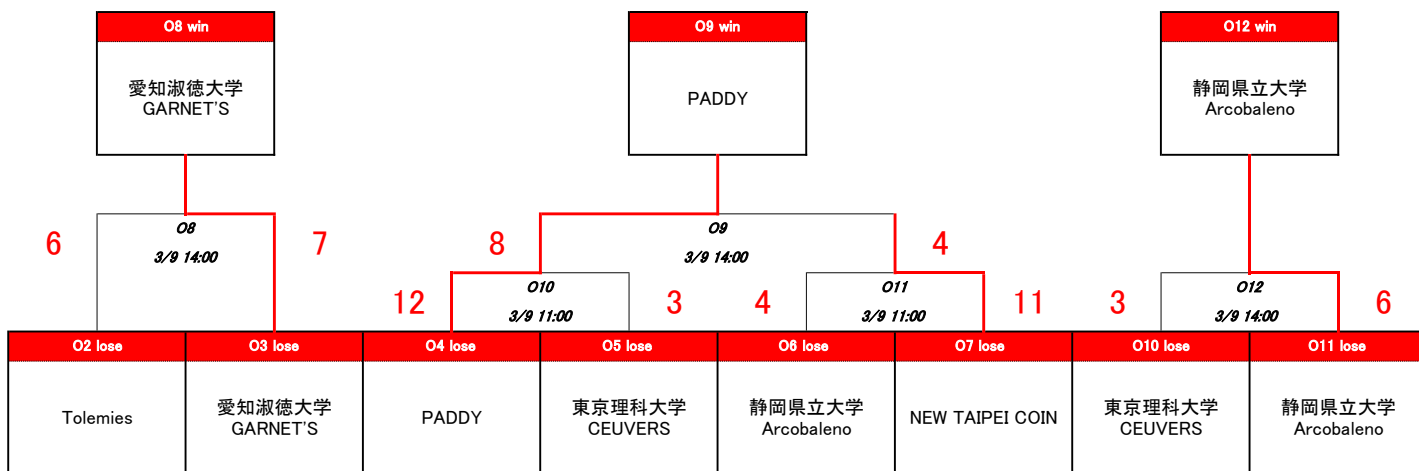 O8 win
O9 win
O12 win
愛知淑徳大学
GARNET'S
PADDY
静岡県立大学
Arcobaleno
6
O8
3/9 14:00
7
8
O9
3/9 14:00
4
12
O10
3/9 11:00
3
4
O11
3/9 11:00
11
3
O12
3/9 14:00
6
O2 lose
O3 lose
O4 lose
O5 lose
O6 lose
O7 lose
O10 lose
O11 lose
Tolemies
愛知淑徳大学
GARNET'S
PADDY
東京理科大学
CEUVERS
静岡県立大学
Arcobaleno
NEW TAIPEI COIN
東京理科大学
CEUVERS
静岡県立大学
Arcobaleno